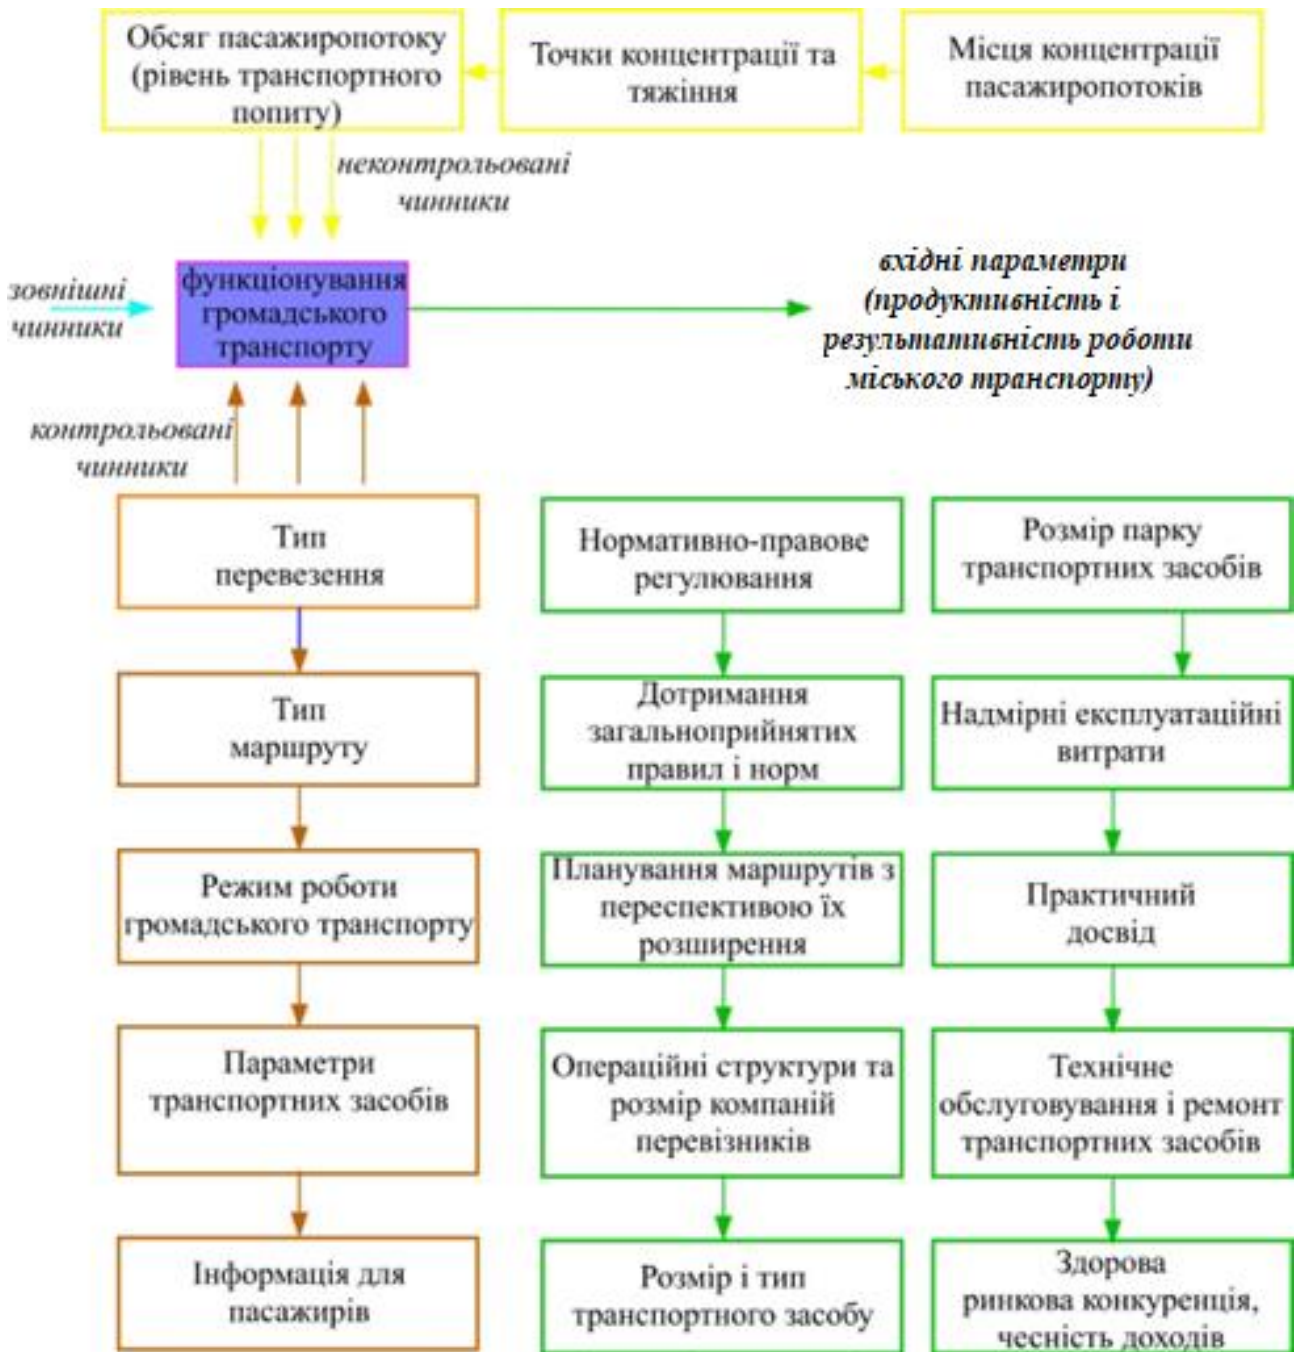 Обсяг пасажиропотоку
(рівень транспортного
попиту)
Точки концентрації та
тяжіння
Місця концентрації
пасажиропотоків
неконтрольовані
чинники
зовнішні
чинники
функціонування
громадського
транспорту
вхідні параметри
(продуктивність і
результативність роботи
міського транспорту)
контрольовані
чинники
Тип
перевезення
Тип
маршруту
Режим роботи
громадського транспорту
Параметри
транспортних засобів
Інформація для
пасажирів
Нормативно-правове
регулювання
Дотримання
загальноприйнятих
правил і норм
Планування маршрутів з
переспективою їх
розширення
Операційні структури та
розмір компаній
перевізників
Розмір і тип
транспортного засобу
Розмір парку
транспортних засобів
Надмірні експлуатаційні
витрати
Практичний
досвід
Технічне
обслуговування і ремонт
транспортних засобів
Здорова
ринкова конкуренція,
чесність доходів